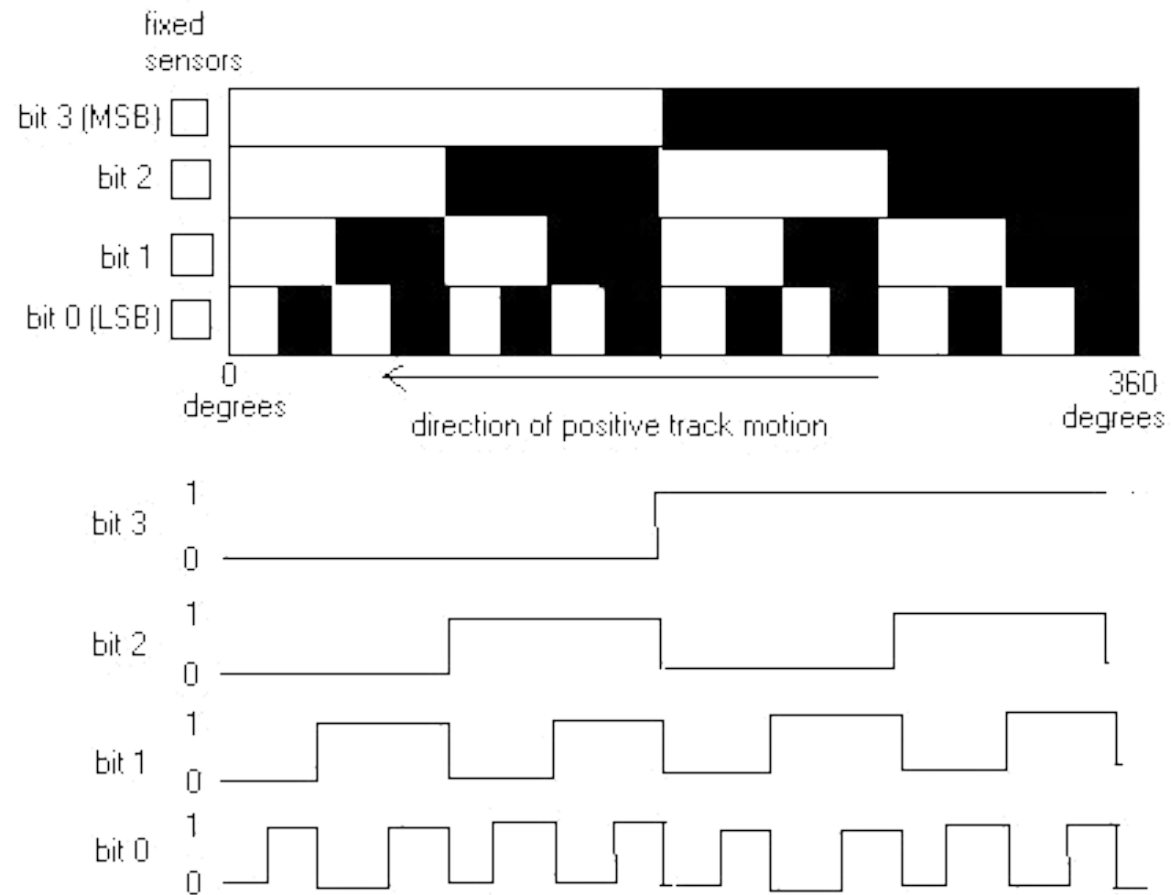 fixed
sensors
bit 3 (MSB)
bit 2
bit 1
bit 0 (LSB)
0
degrees
360
degrees
direction of positive track motion
1
bit 3
0
1
bit 2
0
1
bit 1
0
1
bit 0
0